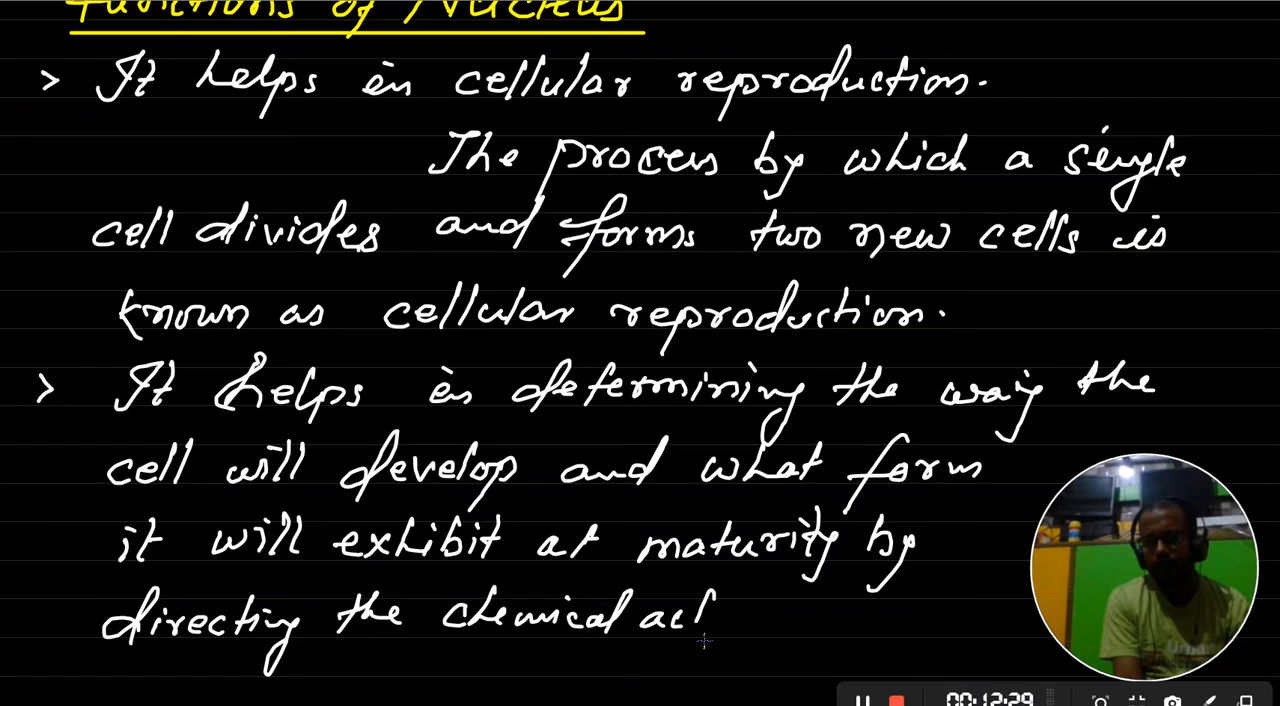 Functions of Nucleus
> It helps in cellular reproduction.
The process by which a single
cell divides and forms two new cells is
known as cellular reproduction.
> It helps in determining the way the
cell will develop and what form
it will exhibit at maturity by
directing the chemical act
00:12:29